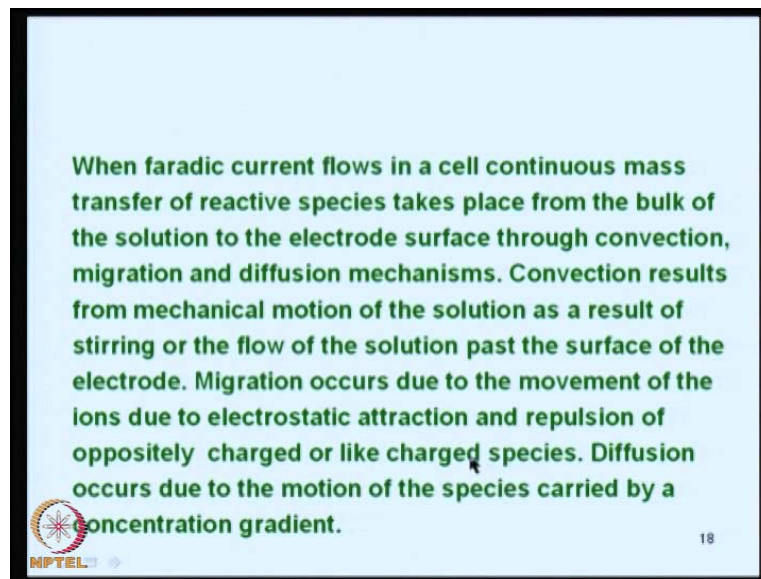 When faradic current flows in a cell continuous mass
transfer of reactive species takes place from the bulk of
the solution to the electrode surface through convection,
migration and diffusion mechanisms. Convection results
from mechanical motion of the solution as a result of
stirring or the flow of the solution past the surface of the
electrode. Migration occurs due to the movement of the
ions due to electrostatic attraction and repulsion of
oppositely charged or like charged species. Diffusion
occurs due to the motion of the species carried by a
concentration gradient.
18
NPTEL